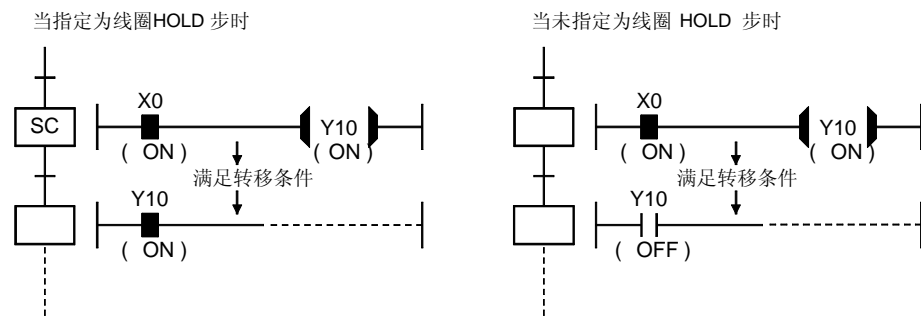 当指定为线圈HOLD 步时
SC
X0
( ON )
Y10
( ON )
满足转移条件
Y10
( ON )
当未指定为线圈 HOLD 步时
X0
( ON )
Y10
( ON )
满足转移条件
Y10
( OFF )